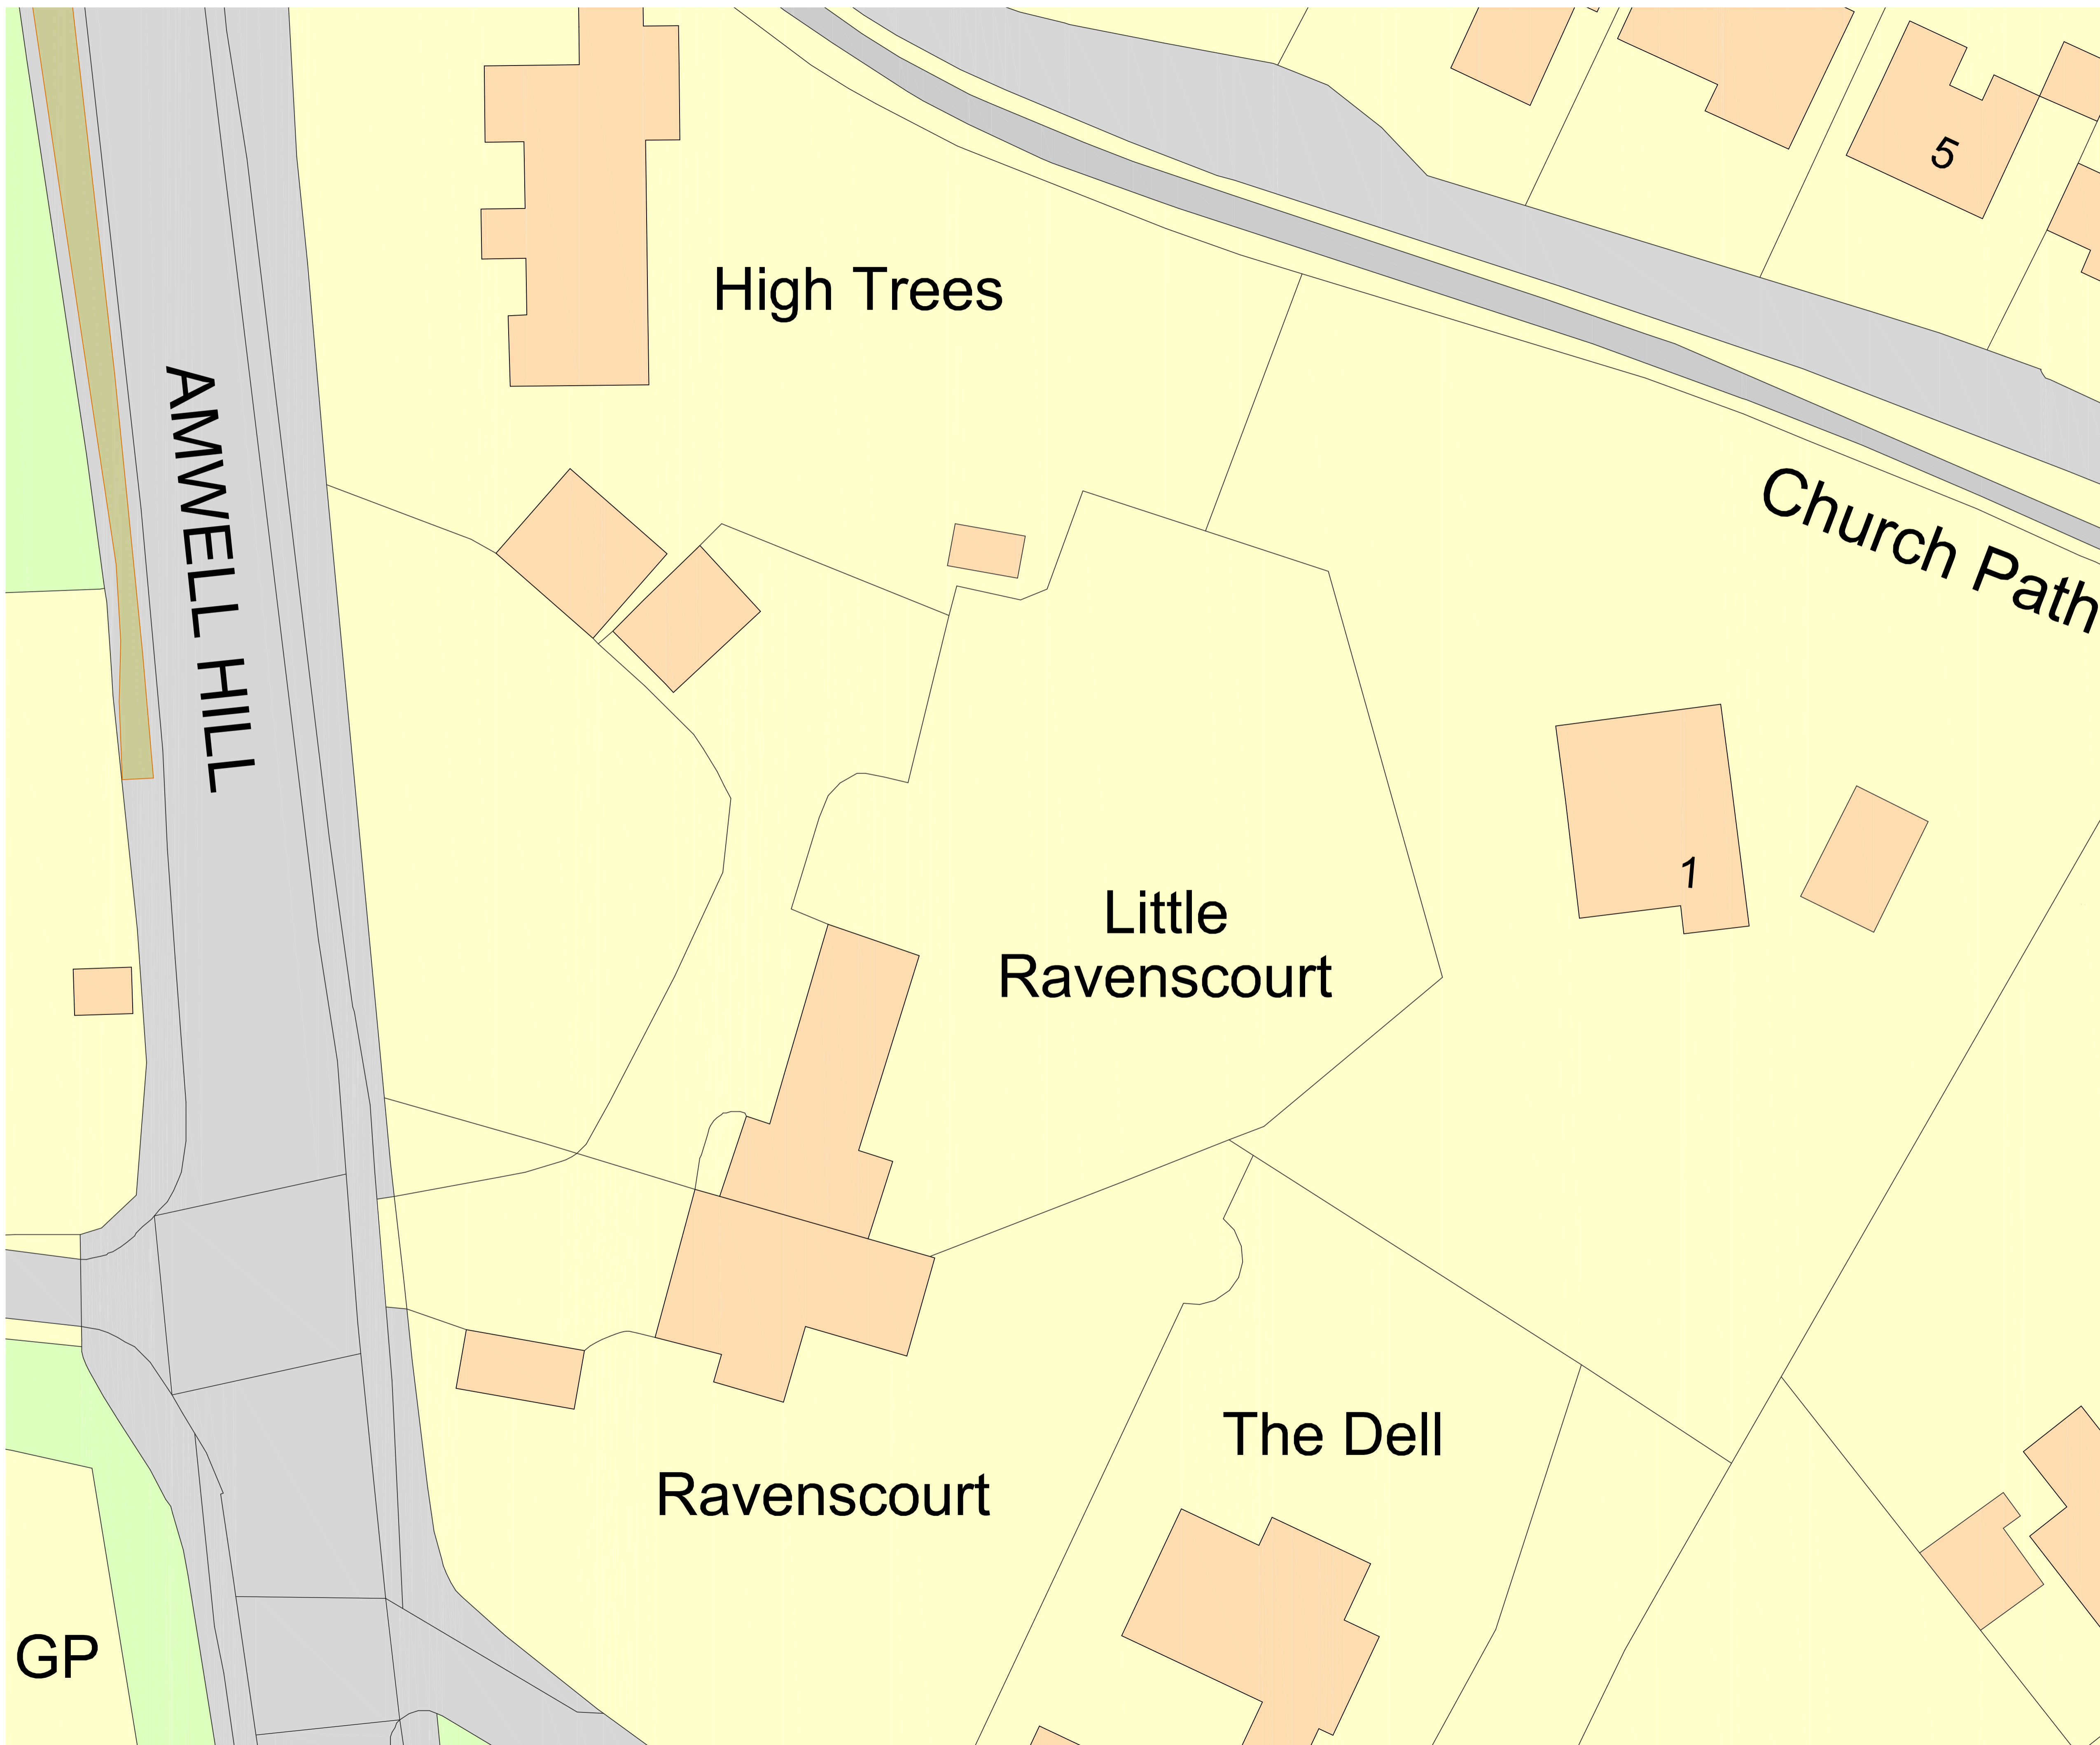 5
High Trees
AMWELL HILL
Church Path
1
Little
Ravenscourt
The Dell
Ravenscourt
GP